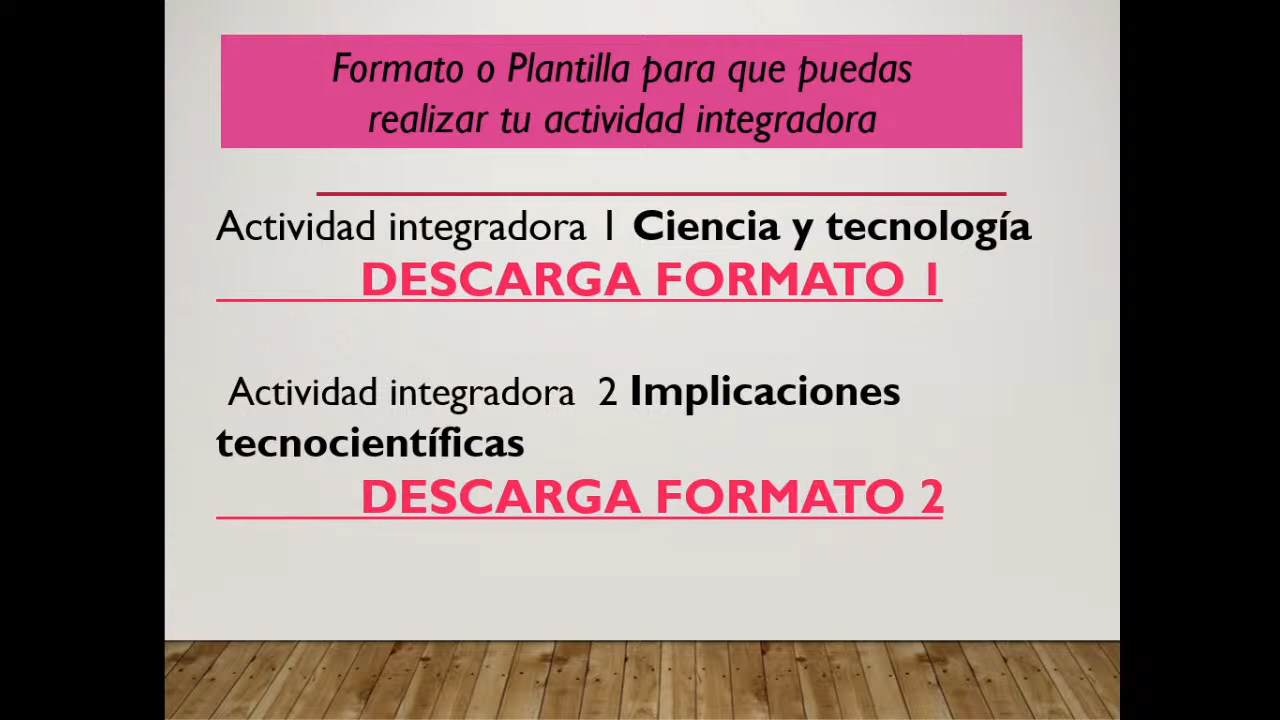 Formato o Plantilla para que puedas
realizar tu actividad integradora
Actividad integradora 1 Ciencia y tecnología
DESCARGA FORMATO 1
Actividad integradora 2 Implicaciones
tecnocientíficas
DESCARGA FORMATO 2